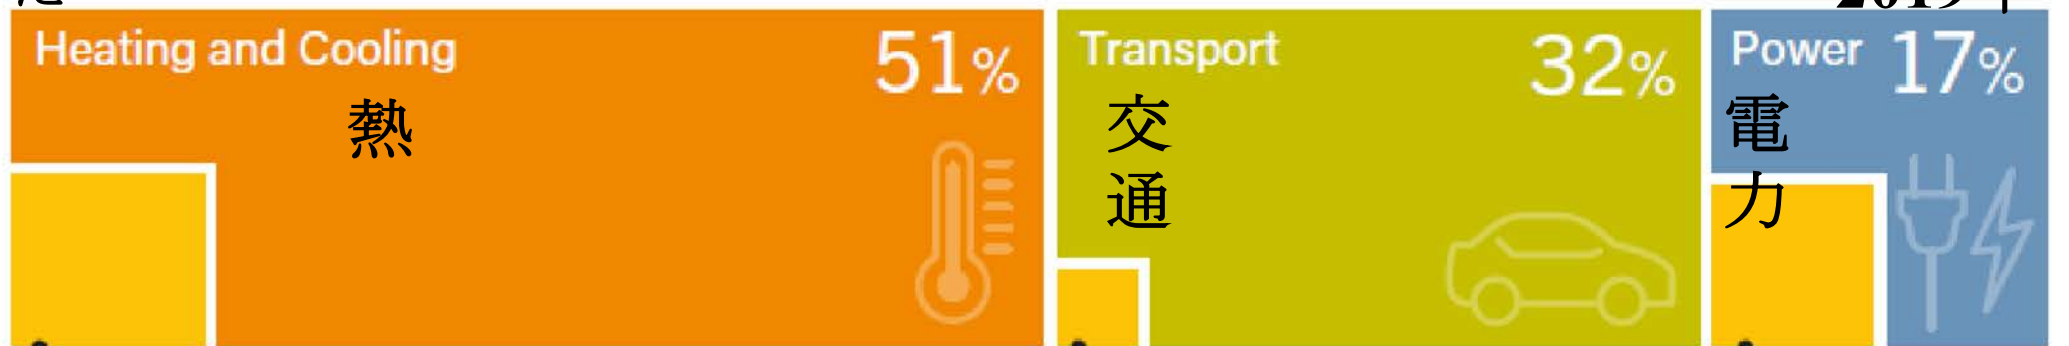 Heating and Cooling 51%
熱
Transport 32%
交
通
Power 17%
電
力